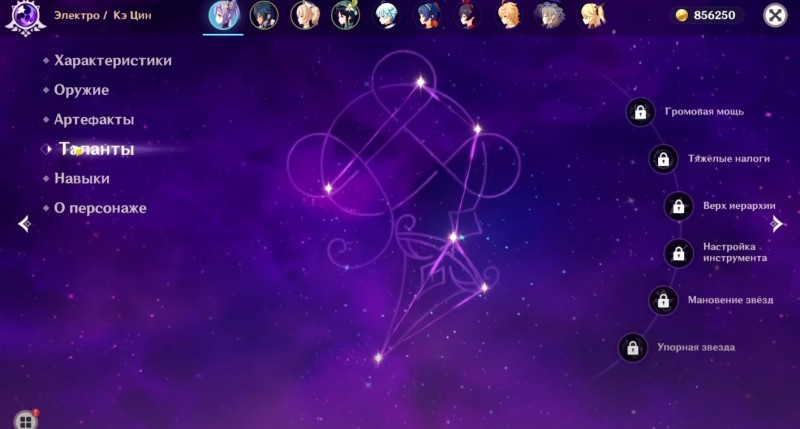 Электро / Кэ Цин
856250
Характеристики
Оружие
Артефакты
Таланты
Навыки
О персонаже
Громовая мощь
Тяжёлые налоги
Верх иерархии
Настройка
инструмента
Мановение звёзд
Упорная звезда